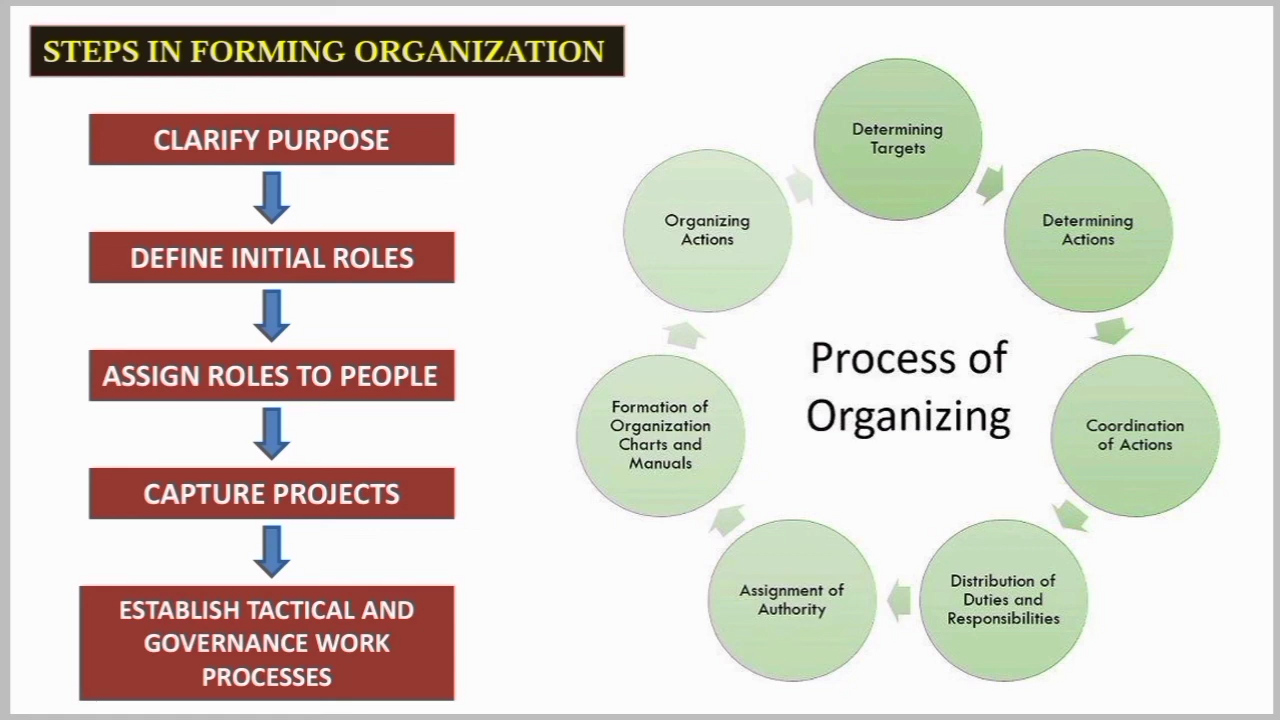 STEPS IN FORMING ORGANIZATION
CLARIFY PURPOSE
DEFINE INITIAL ROLES
ASSIGN ROLES TO PEOPLE
CAPTURE PROJECTS
ESTABLISH TACTICAL AND
GOVERNANCE WORK
PROCESSES
Process of
Organizing
Determining
Targets
Determining
Actions
Coordination
of Actions
Distribution of
Duties and
Responsibilities
Assignment of
Authority
Formation of
Organization
Charts and
Manuals
Organizing
Actions